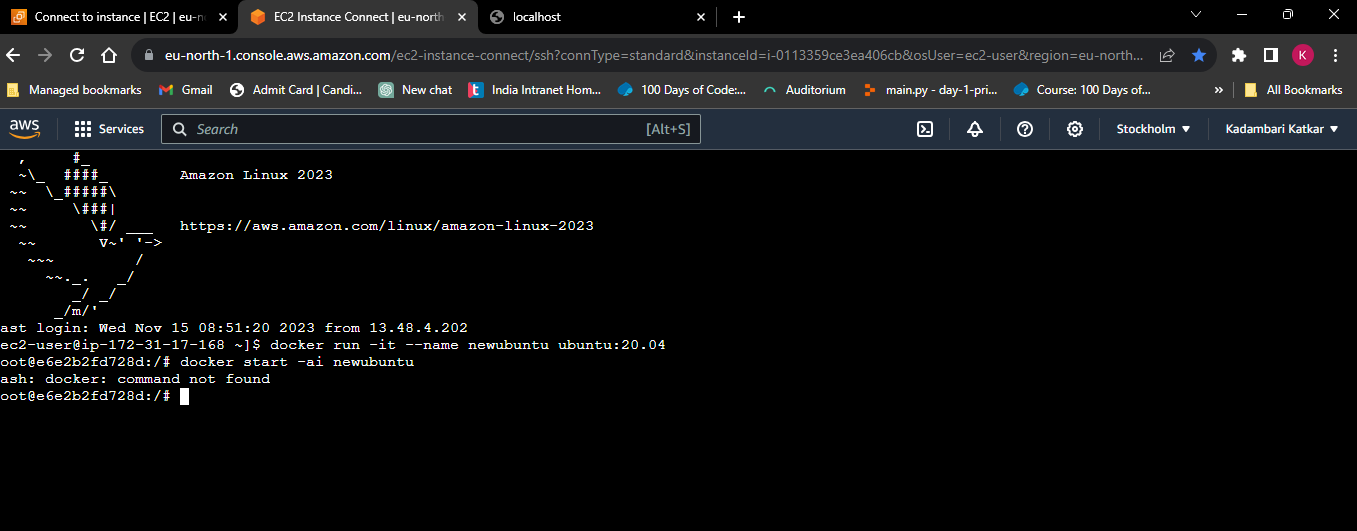 Connect to instance | EC2 | eu-n
EC2 Instance Connect | eu-north
localhost
eu-north-1.console.aws.amazon.com/ec2-instance-connect/ssh?connType=standard&instanceId=i-0113359ce3ea406cb&osUser=ec2-user&region=eu-north...
K
Managed bookmarks
Gmail
Admit Card | Candi...
New chat
t
India Intranet Hom...
100 Days of Code:...
Auditorium
main.py - day-1-pri...
Course: 100 Days of...
»
All Bookmarks
aws
Services
Search
[Alt+S]
Stockholm
Kadambari Katkar
   ,     #_
  ~\_  ####_        Amazon Linux 2023
 ~~  \_#####\
 ~~     \###|
 ~~       \#/ ___   https://aws.amazon.com/linux/amazon-linux-2023
  ~~       V~' '->
   ~~~         /
     ~~._.   _/
        _/ _/
      _/m/'
ast login: Wed Nov 15 08:51:20 2023 from 13.48.4.202
ec2-user@ip-172-31-17-168 ~]$ docker run -it --name newubuntu ubuntu:20.04
oot@e6e2b2fd728d:/# docker start -ai newubuntu
ash: docker: command not found
oot@e6e2b2fd728d:/#